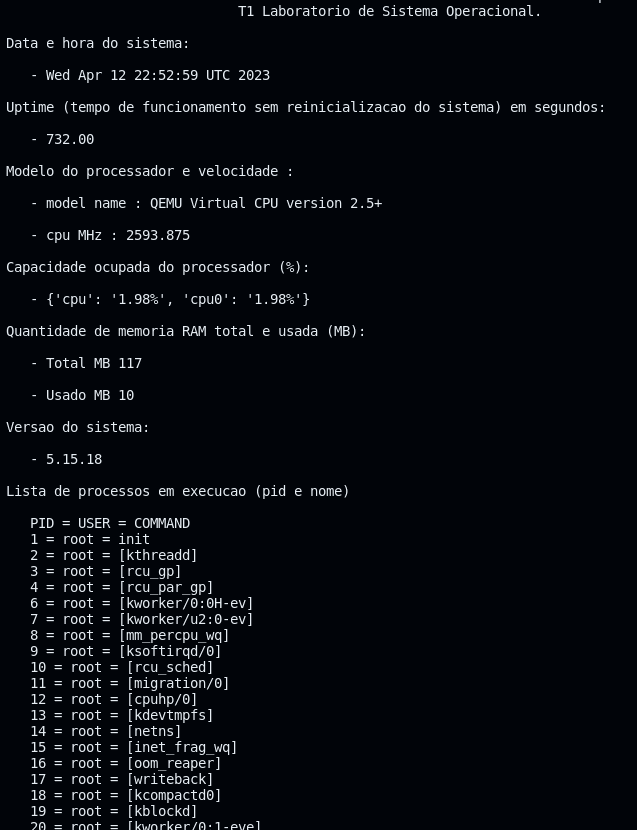 T1 Laboratorio de Sistema Operacional.
Data e hora do sistema:
- Wed Apr 12 22:52:59 UTC 2023
Uptime (tempo de funcionamento sem reinicializacao do sistema) em segundos:
- 732.00
Modelo do processador e velocidade :
- model name : QEMU Virtual CPU version 2.5+
- cpu MHz : 2593.875
Capacidade ocupada do processador (%):
- {'cpu': '1.98%', 'cpu0': '1.98%'}
Quantidade de memoria RAM total e usada (MB):
- Total MB 117
- Usado MB 10
Versao do sistema:
- 5.15.18
Lista de processos em execucao (pid e nome)
PID = USER = COMMAND
1 = root = init
2 = root = [kthreadd]
3 = root = [rcu_gp]
4 = root = [rcu_par_gp]
6 = root = [kworker/0:0H-ev]
7 = root = [kworker/u2:0-ev]
8 = root = [mm_percpu_wq]
9 = root = [ksoftirqd/0]
10 = root = [rcu_sched]
11 = root = [migration/0]
12 = root = [cpuhp/0]
13 = root = [kdevtmpfs]
14 = root = [netns]
15 = root = [inet_frag_wq]
16 = root = [oom_reaper]
17 = root = [writeback]
18 = root = [kcompactd0]
19 = root = [kblockd]
20 = root = [kworker/0:1-eve]